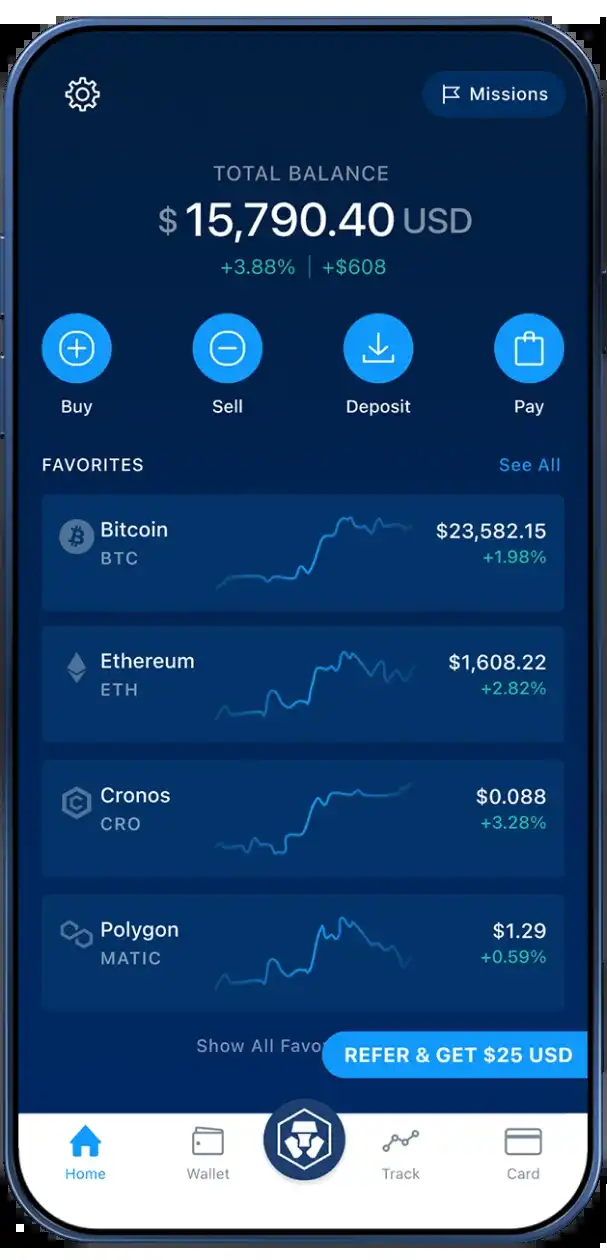 Missions
TOTAL BALANCE
$ 15,790.40 USD
+3.88% | +$608
Buy Sell Deposit Pay
FAVORITES See All
Bitcoin $23,582.15
BTC +1.98%
Ethereum $1,608.22
ETH +2.82%
Cronos $0.088
CRO +3.28%
Polygon $1.29
MATIC +0.59%
Show All Favo
REFER & GET $25 USD
Home Wallet Track Card